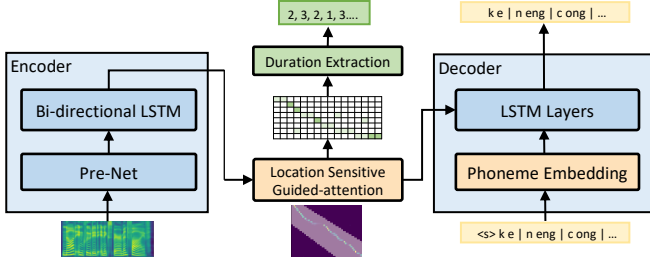 2, 3, 2, 1, 3....
k e | n eng | c ong | ...
Encoder
Duration Extraction
Decoder
Bi-directional LSTM
LSTM Layers
Pre-Net
Location Sensitive
Guided-attention
Phoneme Embedding
<s> k e | n eng | c ong | ...